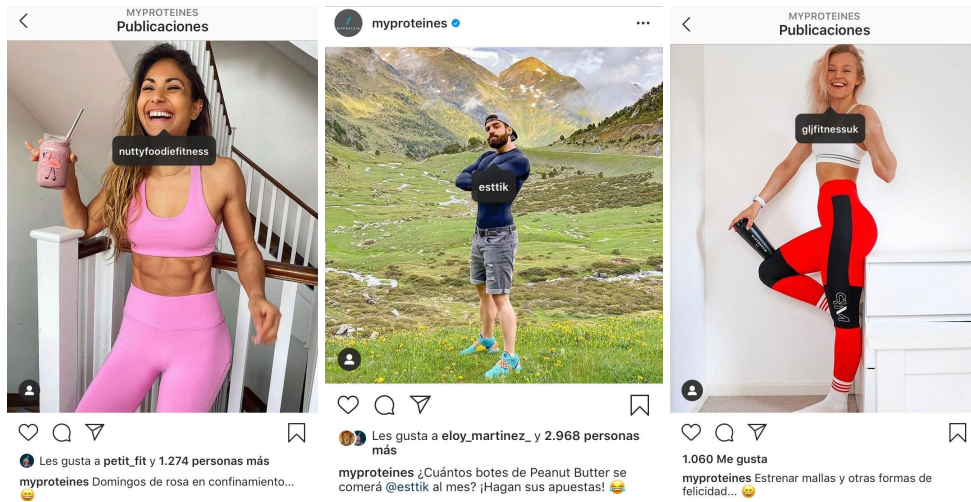 MYPROTEINES
Publicaciones
nuttyfoodiefitness
Les gusta a petit_fit y 1.274 personas más
myproteines Domingos de rosa en confinamiento...
myproteines
esttik
Les gusta a eloy_martinez_ y 2.968 personas
más
myproteines ¿Cuántos botes de Peanut Butter se
comerá @esttik al mes? ¡Hagan sus apuestas! 😂
MYPROTEINES
Publicaciones
gljfitnessuk
1.060 Me gusta
myproteines Estrenar mallas y otras formas de
felicidad... 😄